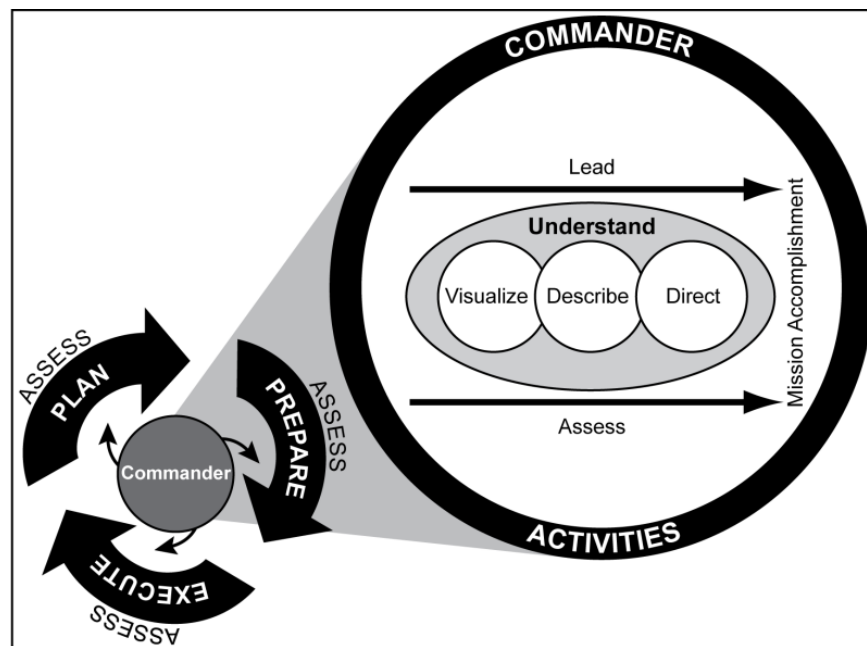 COMMANDER
Lead
Understand
Visualize
Describe
Direct
Mission Accomplishment
Assess
ACTIVITIES
ASSESS
PLAN
PREPARE
ASSESS
Commander
EXECUTE
ASSESS